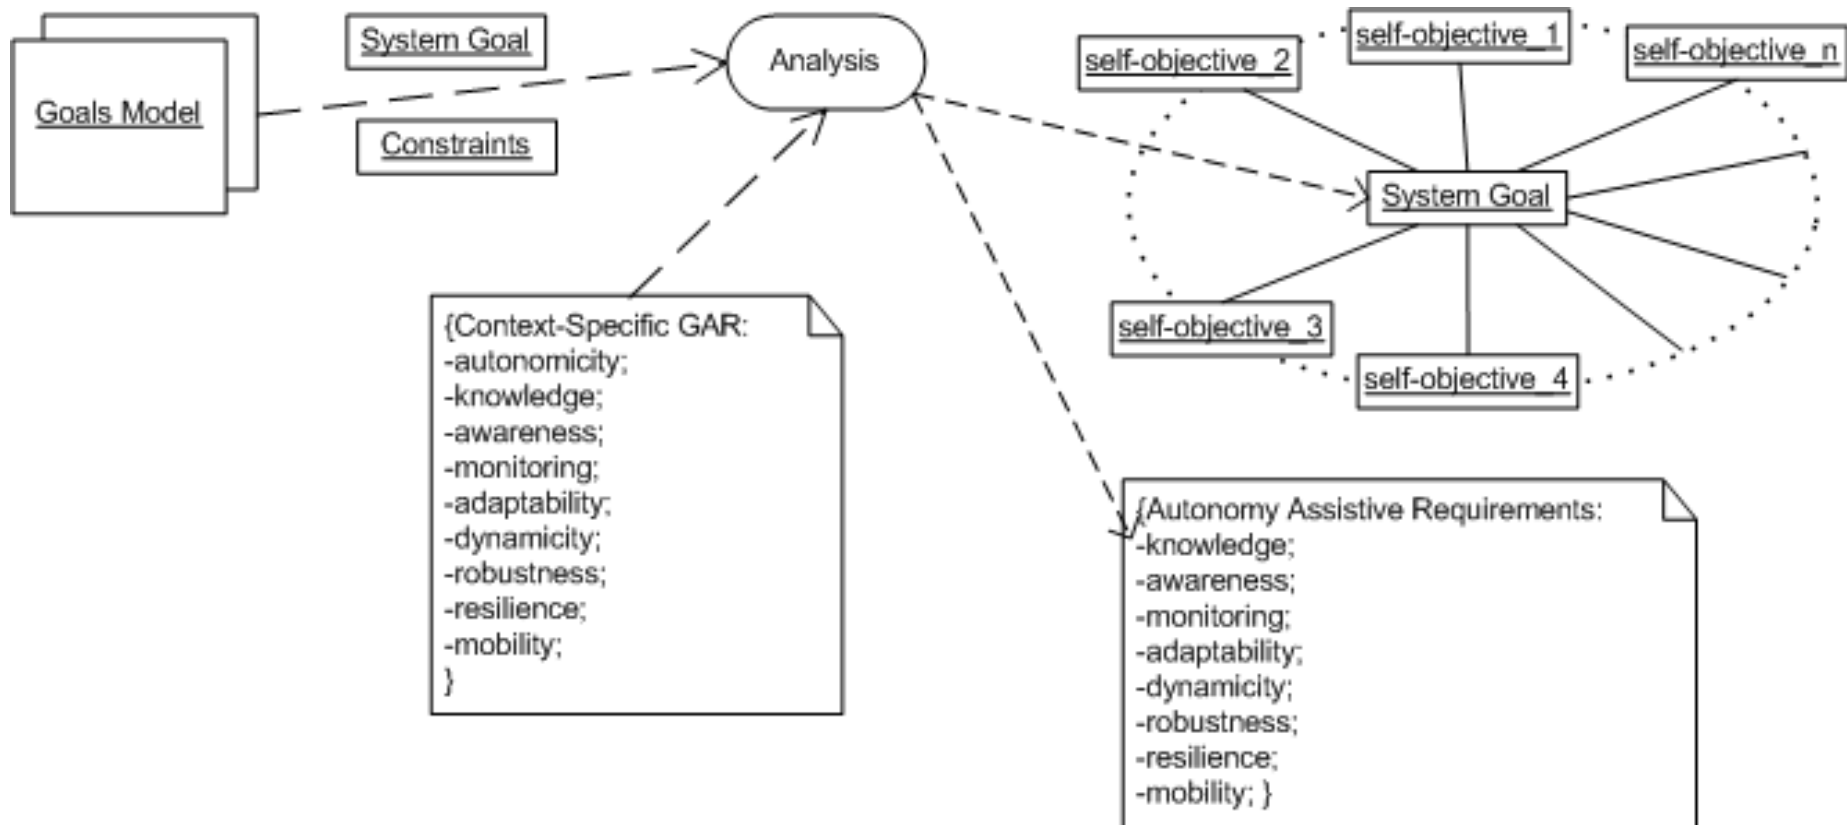 System Goal
Goals Model
Constraints
Analysis
self-objective_1
self-objective_2
self-objective_n
System Goal
self-objective_3
self-objective_4
{Context-Specific GAR:
-autonomicity;
-knowledge;
-awareness;
-monitoring;
-adaptability;
-dynamicity;
-robustness;
-resilience;
-mobility;
}
{Autonomy Assistive Requirements:
-knowledge;
-awareness;
-monitoring;
-adaptability;
-dynamicity;
-robustness;
-resilience;
-mobility; }